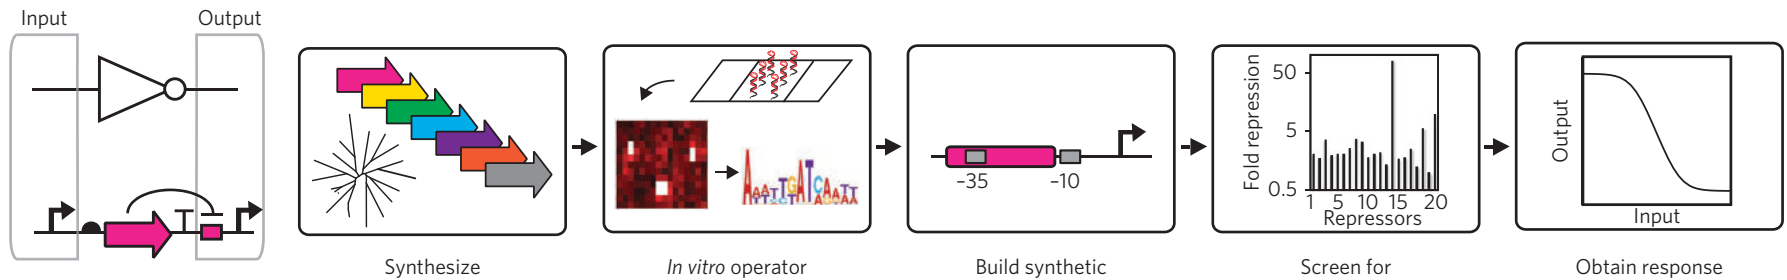 Input
Output
-35
-10
Fold repression
50
5
0.5
1 5 10 15 20
Repressors
Output
Input
Synthesize
In vitro operator
Build synthetic
Screen for
Obtain response
AAATTGATCAATT